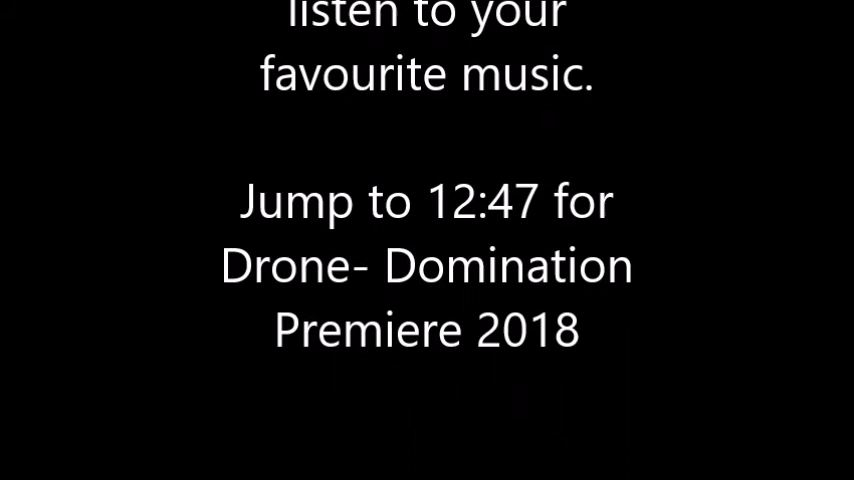 listen to your
favourite music.
Jump to 12:47 for
Drone- Domination
Premiere 2018